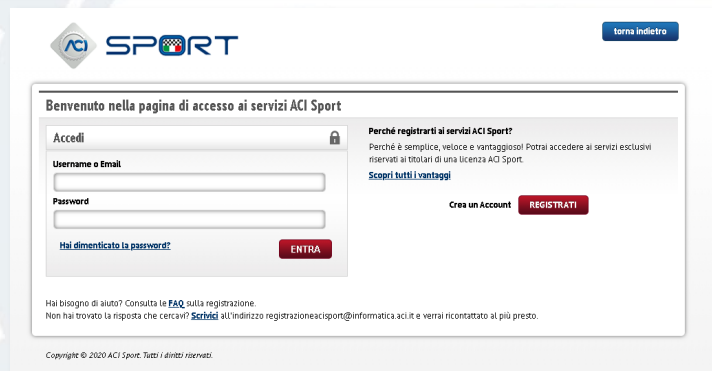 ACI SPORT
torna indietro
Benvenuto nella pagina di accesso ai servizi ACI Sport
Accedi
Username o Email
Password
Hai dimenticato la password?
ENTRA
Perché registrarti ai servizi ACI Sport?
Perché è semplice, veloce e vantaggioso! Potrai accedere ai servizi esclusivi
riservati ai titolari di una licenza ACI Sport.
Scopri tutti i vantaggi
Crea un Account REGISTRATI
Hai bisogno di aiuto? Consulta le FAQ sulla registrazione.
Non hai trovato la risposta che cercavi? Scrivici all'indirizzo registrazioneacisport@informatica.aci.it e verrai ricontattato al più presto.
Copyright © 2020 ACI Sport. Tutti i diritti riservati.